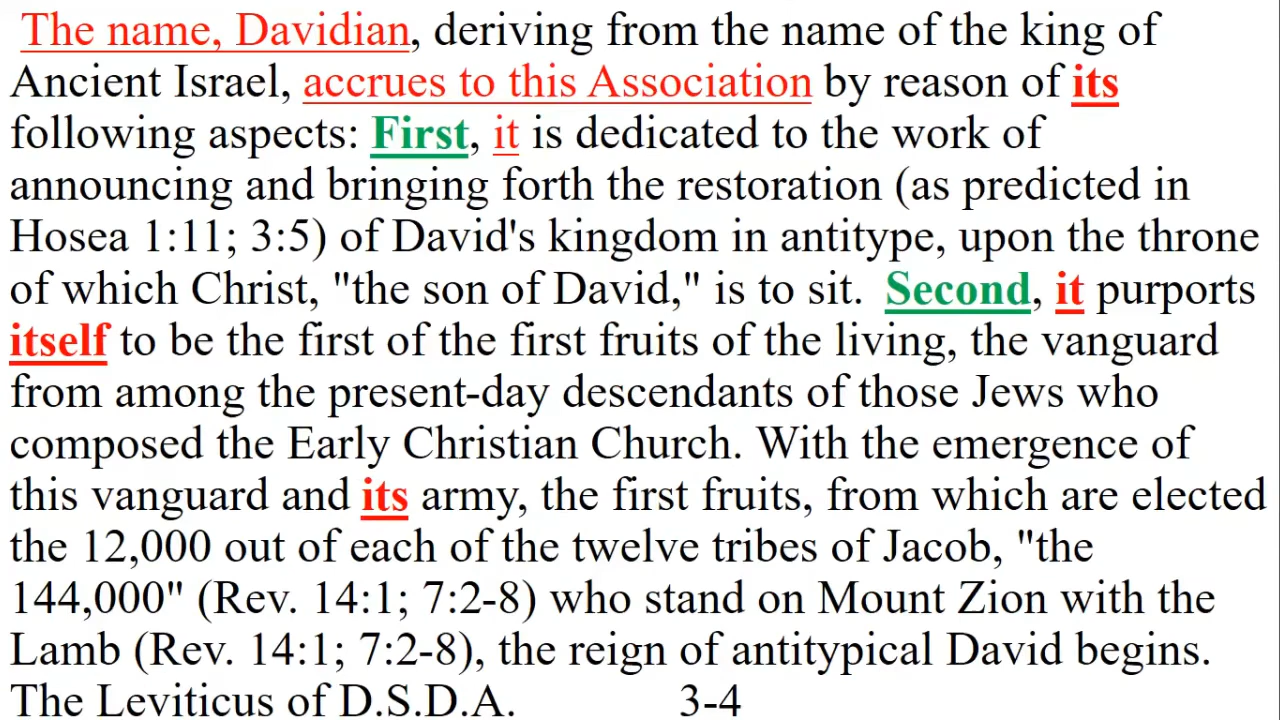 The name, Davidian, deriving from the name of the king of
Ancient Israel, accrues to this Association by reason of its
following aspects: First, it is dedicated to the work of
announcing and bringing forth the restoration (as predicted in
Hosea 1:11; 3:5) of David's kingdom in antitype, upon the throne
of which Christ, "the son of David," is to sit. Second, it purports
itself to be the first of the first fruits of the living, the vanguard
from among the present-day descendants of those Jews who
composed the Early Christian Church. With the emergence of
this vanguard and its army, the first fruits, from which are elected
the 12,000 out of each of the twelve tribes of Jacob, "the
144,000" (Rev. 14:1; 7:2-8) who stand on Mount Zion with the
Lamb (Rev. 14:1; 7:2-8), the reign of antitypical David begins.
The Leviticus of D.S.D.A. 3-4